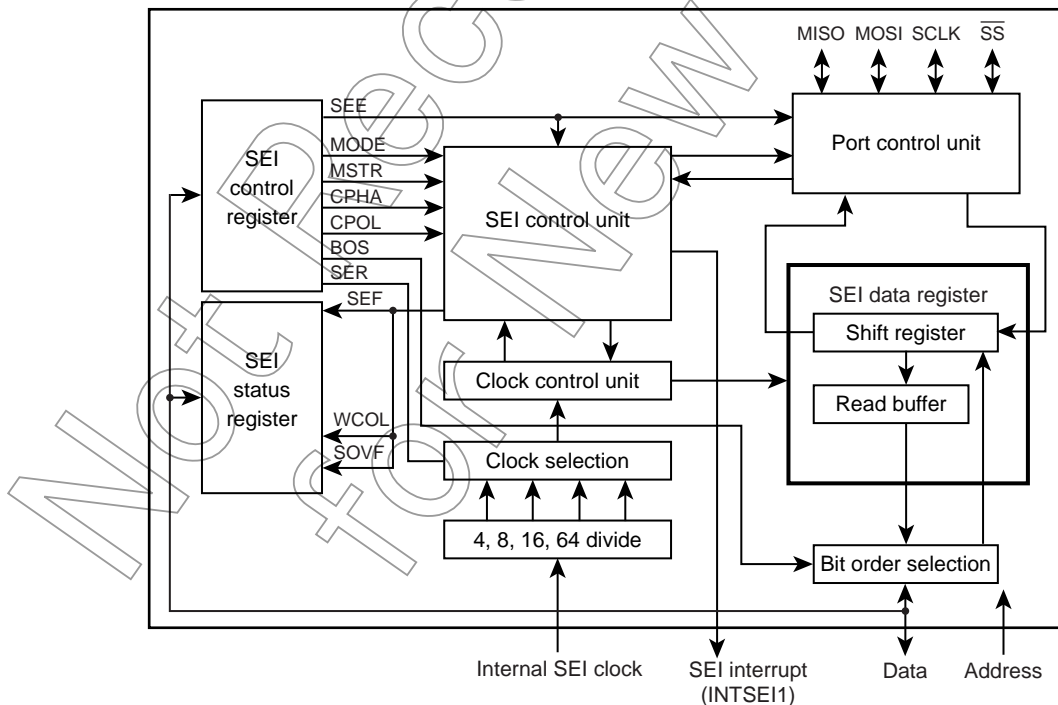 MISO MOSI SCLK SS
SEE
MODE
MSTR
CPHA
CPOL
BOS
SER
SEI
control
register
SEI control unit
Port control unit
SEF
SEI
status
register
WCOL
SOVF
SEI data register
Shift register
Read buffer
Clock control unit
Clock selection
4, 8, 16, 64 divide
Bit order selection
Internal SEI clock
SEI interrupt
(INTSEI1)
Data
Address
Not
for New